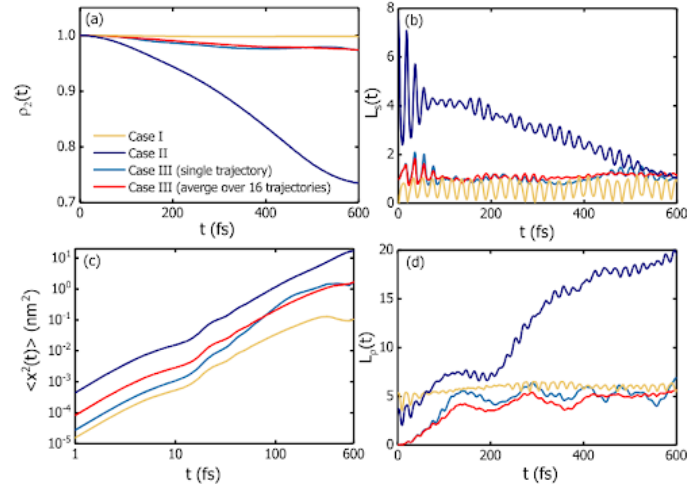 (a)
ρ₂(t)
1.0
0.9
0.8
0.7
Case I
Case II
Case III (single trajectory)
Case III (averge over 16 trajectories)
0 200 400 600
t (fs)
(b)
Lₛ(t)
8
6
4
2
0
0 200 400 600
t (fs)
(c)
<x²(t)> (nm²)
10¹
10⁰
10⁻¹
10⁻²
10⁻³
10⁻⁴
10⁻⁵
1 10 100 600
t (fs)
(d)
Lₚ(t)
20
15
10
5
0
0 200 400 600
t (fs)